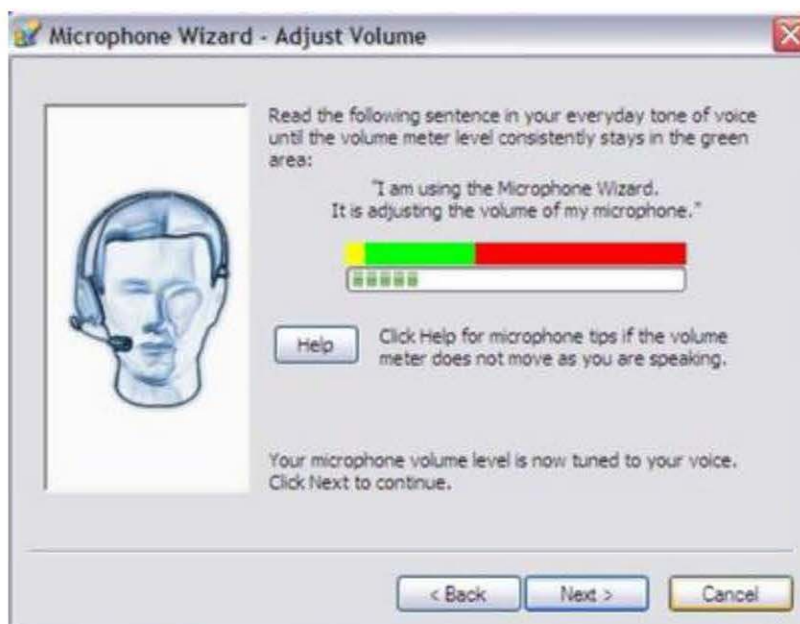 Microphone Wizard - Adjust Volume
Read the following sentence in your everyday tone of voice
until the volume meter level consistently stays in the green
area:
"I am using the Microphone Wizard.
It is adjusting the volume of my microphone."
Help
Click Help for microphone tips if the volume
meter does not move as you are speaking.
Your microphone volume level is now tuned to your voice.
Click Next to continue.
< Back
Next >
Cancel